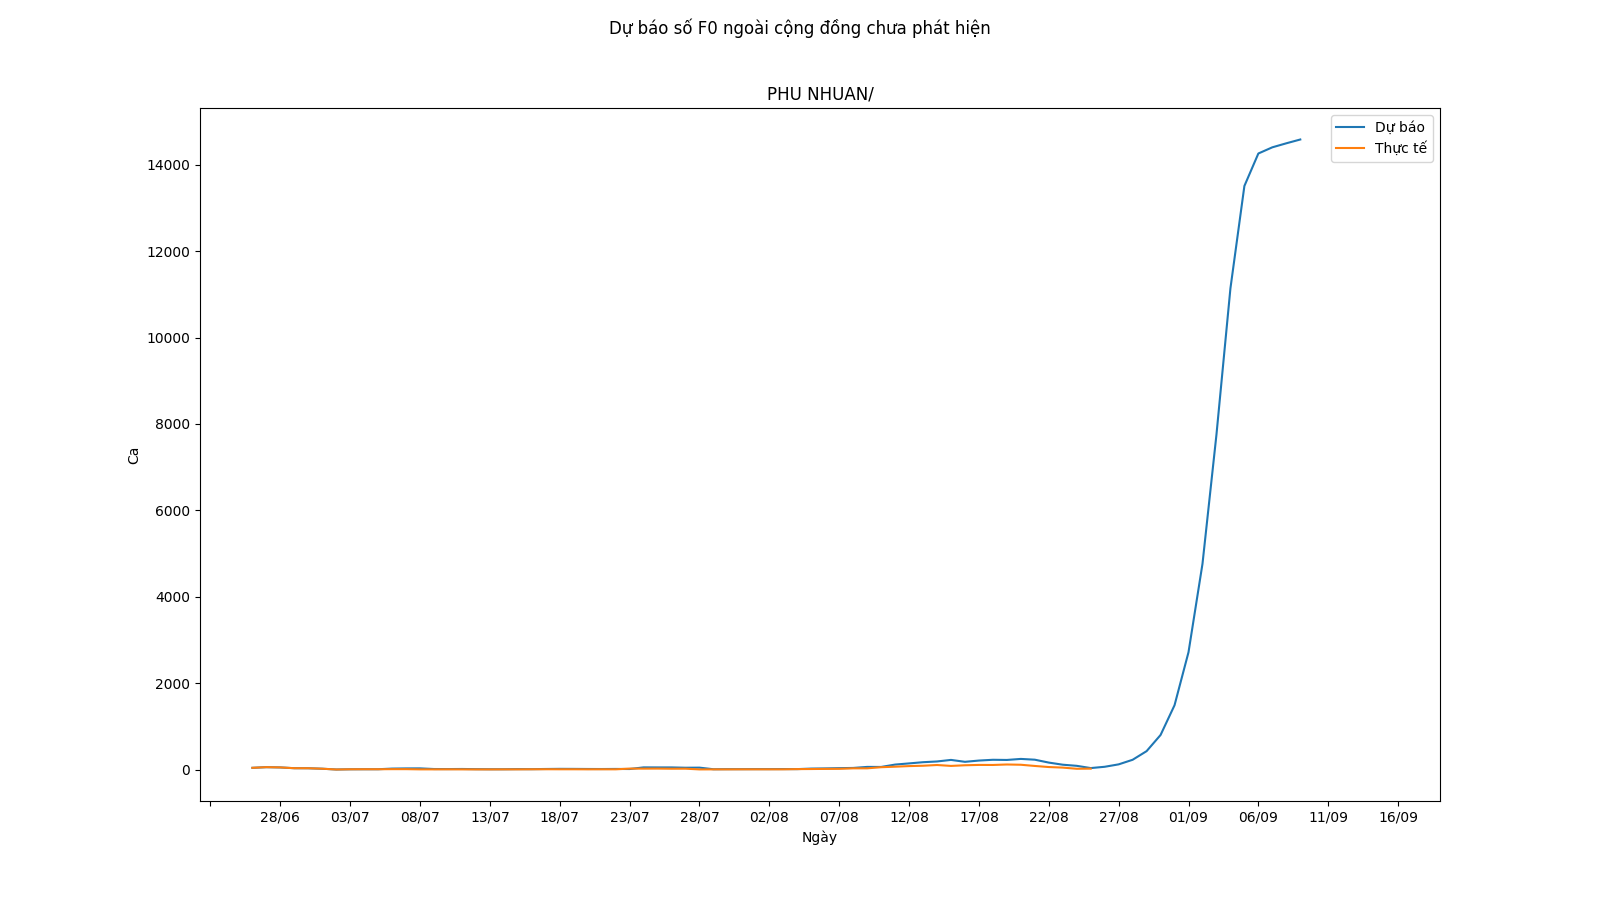 Dự báo số F0 ngoài cộng đồng chưa phát hiện
PHU NHUAN/
Dự báo
Thực tế
14000
12000
10000
8000
6000
4000
2000
0
Ca
28/06 03/07 08/07 13/07 18/07 23/07 28/07 02/08 07/08 12/08 17/08 22/08 27/08 01/09 06/09 11/09 16/09
Ngày